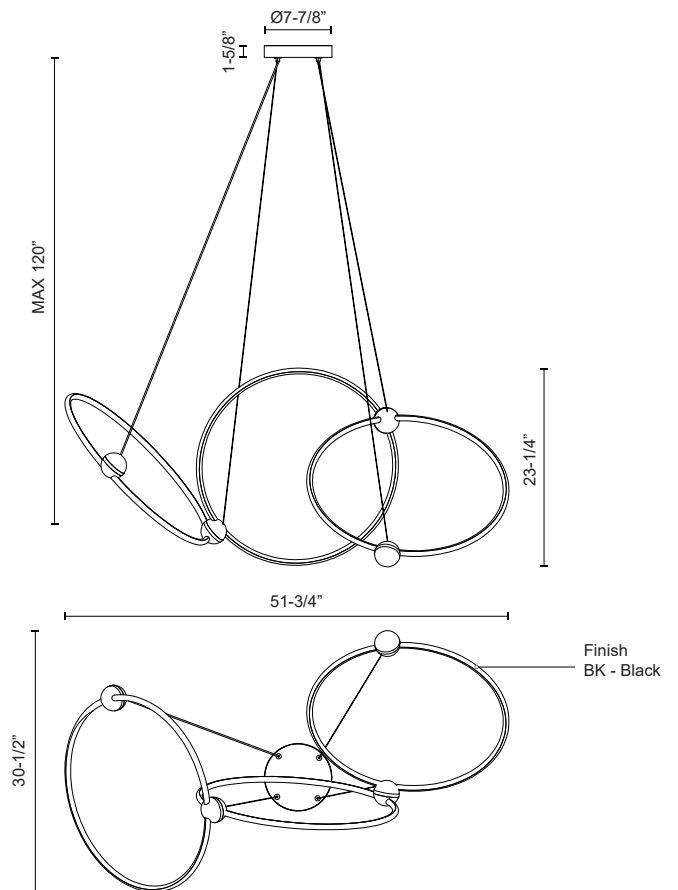 Ø7-7/8”
1-5/8”
MAX 120”
23-1/4”
51-3/4”
Finish
BK - Black
30-1/2”